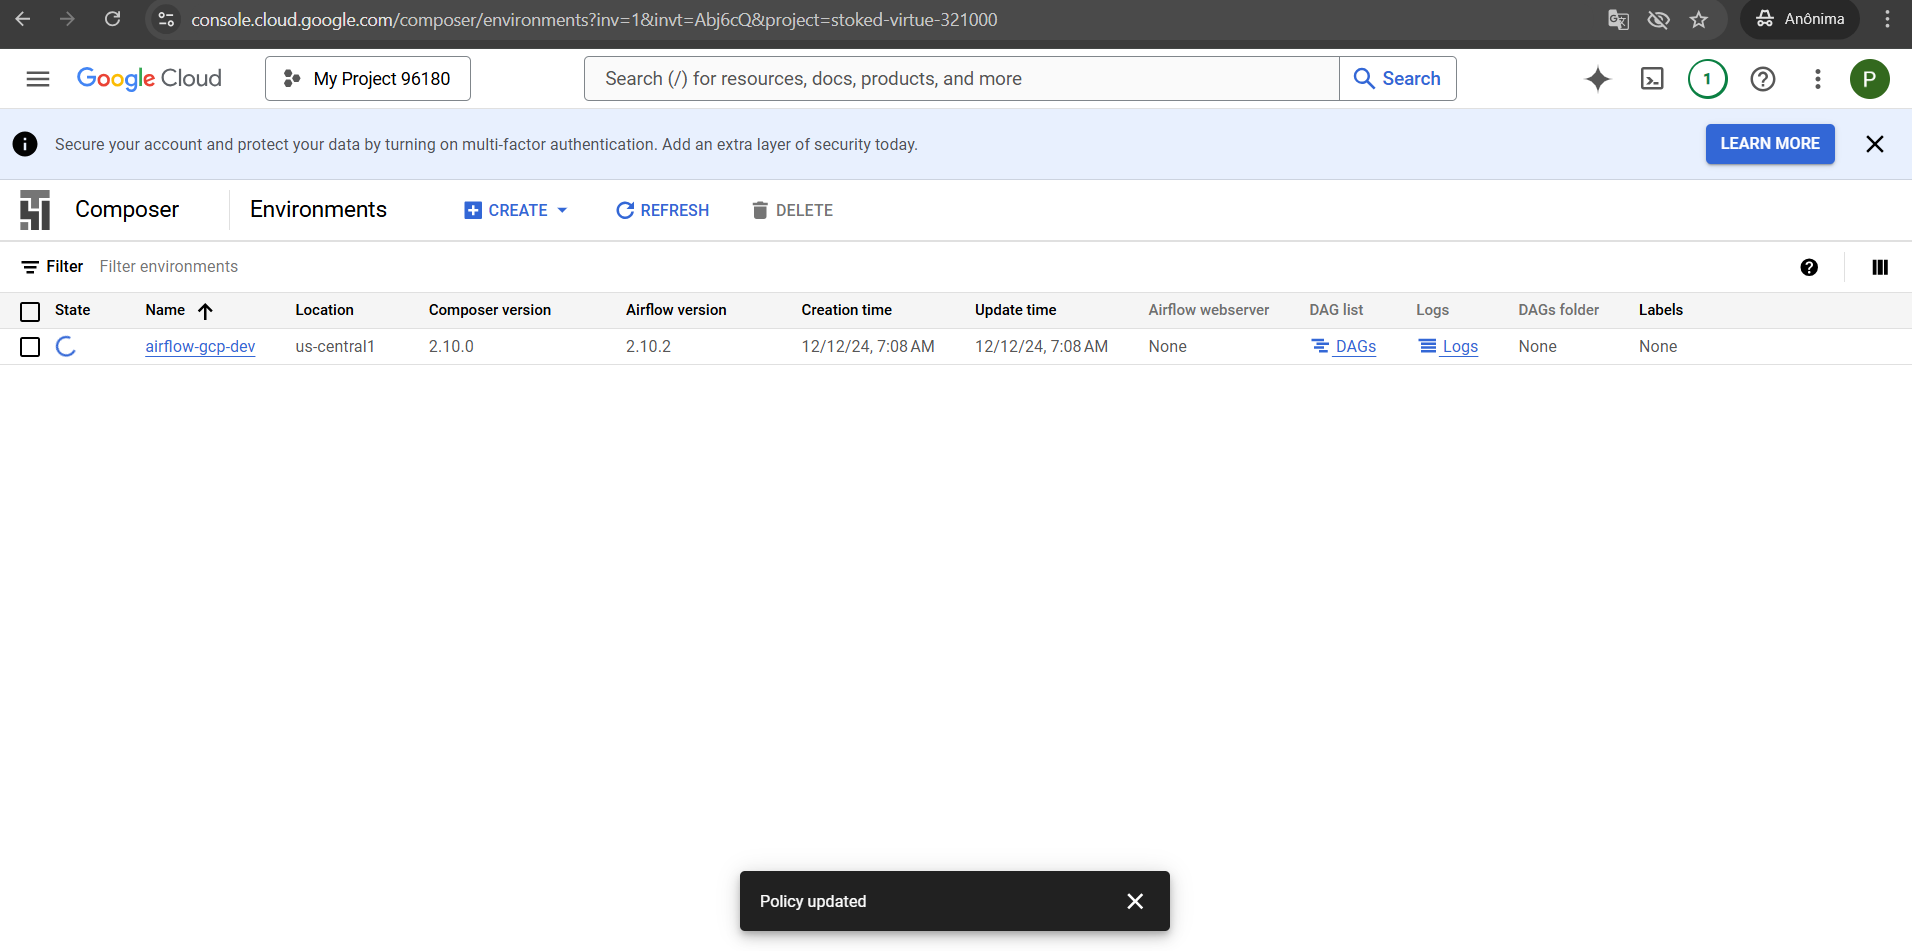 console.cloud.google.com/composer/environments?inv=1&invt=Abj6cQ&project=stoked-virtue-321000 Anônima
Google Cloud My Project 96180 Search (/) for resources, docs, products, and more Search 1 P
Secure your account and protect your data by turning on multi-factor authentication. Add an extra layer of security today. LEARN MORE
Composer Environments CREATE REFRESH DELETE
Filter Filter environments
State Name Location Composer version Airflow version Creation time Update time Airflow webserver DAG list Logs DAGs folder Labels
airflow-gcp-dev us-central1 2.10.0 2.10.2 12/12/24, 7:08 AM 12/12/24, 7:08 AM None DAGs Logs None None
Policy updated